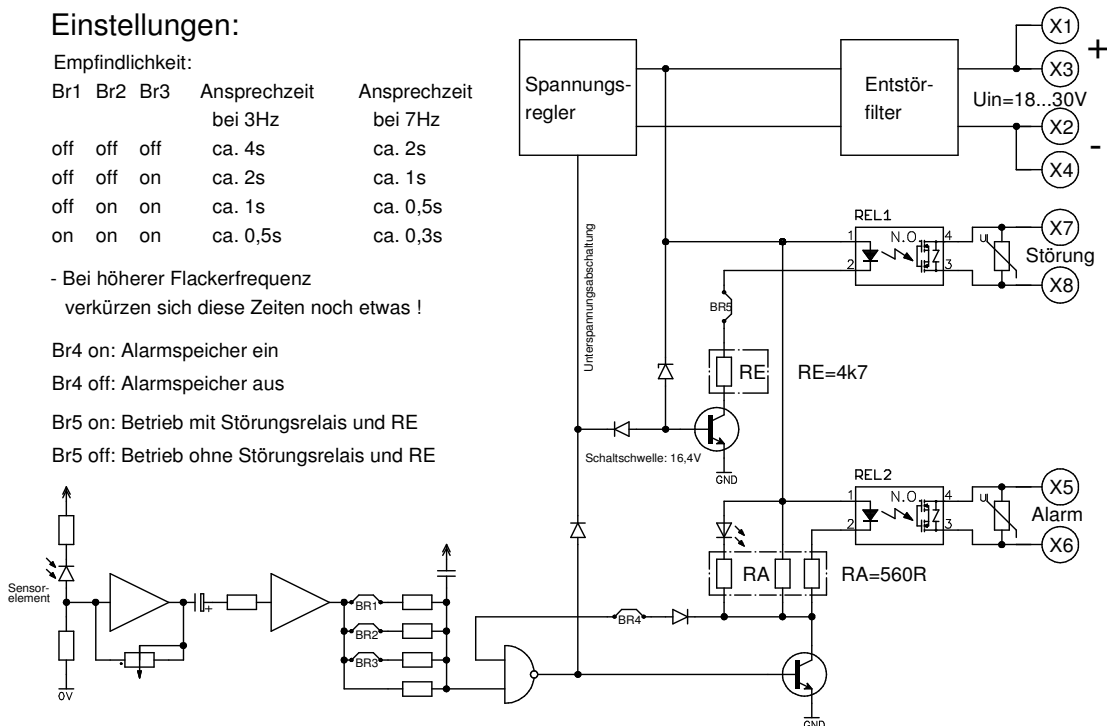 Einstellungen:
Empfindlichkeit:
Br1 Br2 Br3 Ansprechzeit Ansprechzeit
bei 3Hz bei 7Hz
off off off ca. 4s ca. 2s
off off on ca. 2s ca. 1s
off on on ca. 1s ca. 0,5s
on on on ca. 0,5s ca. 0,3s
- Bei höherer Flackerfrequenz
verkürzen sich diese Zeiten noch etwas !
Br4 on: Alarmspeicher ein
Br4 off: Alarmspeicher aus
Br5 on: Betrieb mit Störungsrelais und RE
Br5 off: Betrieb ohne Störungsrelais und RE
Spannungs-
regler
Entstör-
filter
X1
+
X3
Uin=18...30V
X2
-
X4
Unterspannungsabschaltung
REL1
1
2
N.O
4
3
UI
X7
Störung
X8
BR5
RE
RE=4k7
Schaltschwelle: 16,4V
GND
REL2
1
2
N.O
4
3
UI
X5
Alarm
X6
RA
RA=560R
Sensor-
element
+
0V
BR1
BR2
BR3
BR4
GND